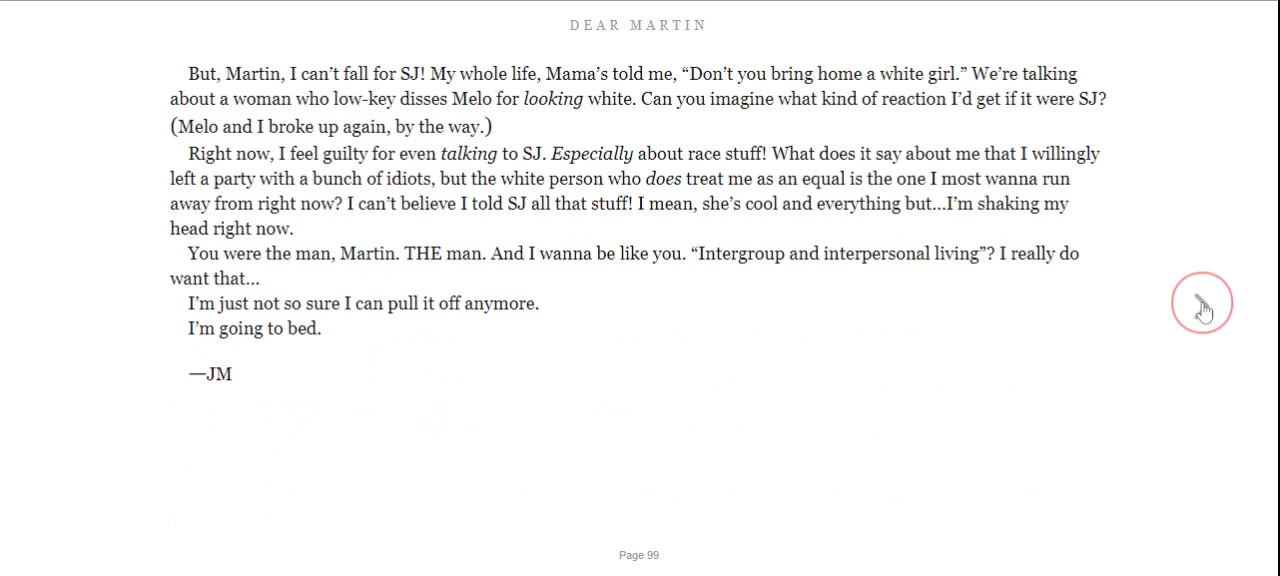 DEAR MARTIN
But, Martin, I can’t fall for SJ! My whole life, Mama’s told me, “Don’t you bring home a white girl.” We’re talking
about a woman who low-key disses Melo for looking white. Can you imagine what kind of reaction I’d get if it were SJ?
(Melo and I broke up again, by the way.)
Right now, I feel guilty for even talking to SJ. Especially about race stuff! What does it say about me that I willingly
left a party with a bunch of idiots, but the white person who does treat me as an equal is the one I most wanna run
away from right now? I can’t believe I told SJ all that stuff! I mean, she’s cool and everything but…I’m shaking my
head right now.
You were the man, Martin. THE man. And I wanna be like you. “Intergroup and interpersonal living”? I really do
want that…
I’m just not so sure I can pull it off anymore.
I’m going to bed.
—JM
Page 99